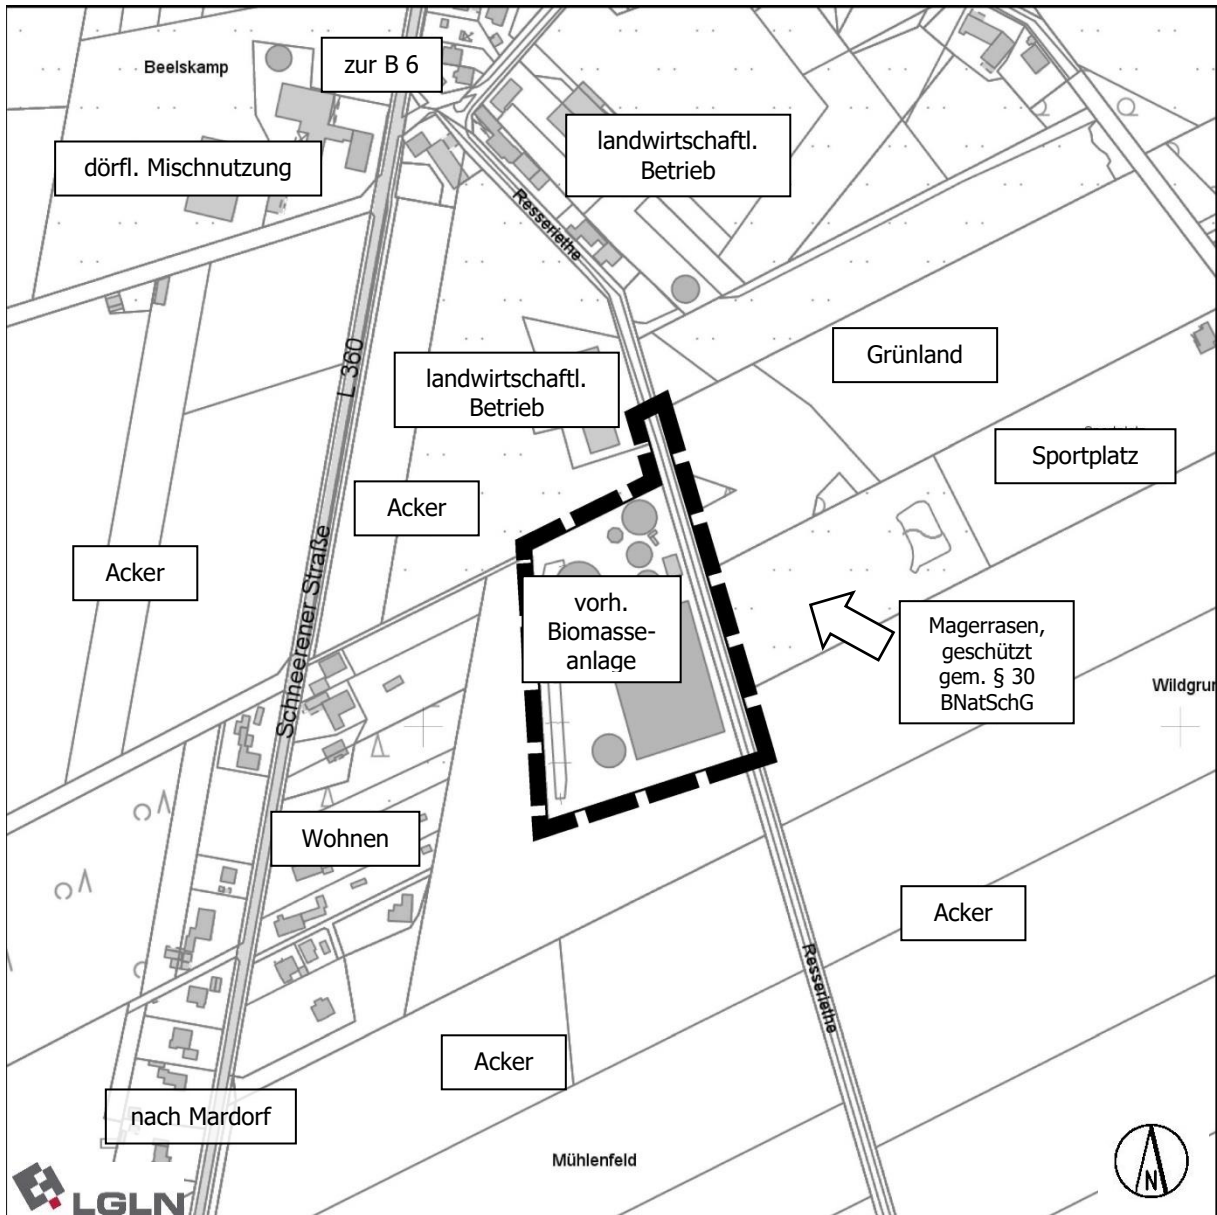 Beelskamp
zur B 6
dörfl. Mischnutzung
landwirtschaftl.
Betrieb
Resseriethe
L 360
Grünland
landwirtschaftl.
Betrieb
Sportplatz
Acker
Acker
Schneerener Straße
vorh.
Biomasse-
anlage
Magerrasen,
geschützt
gem. § 30
BNatSchG
Wildgrun
Wohnen
Acker
Resseriethe
Acker
nach Mardorf
Mühlenfeld
N
LGLN